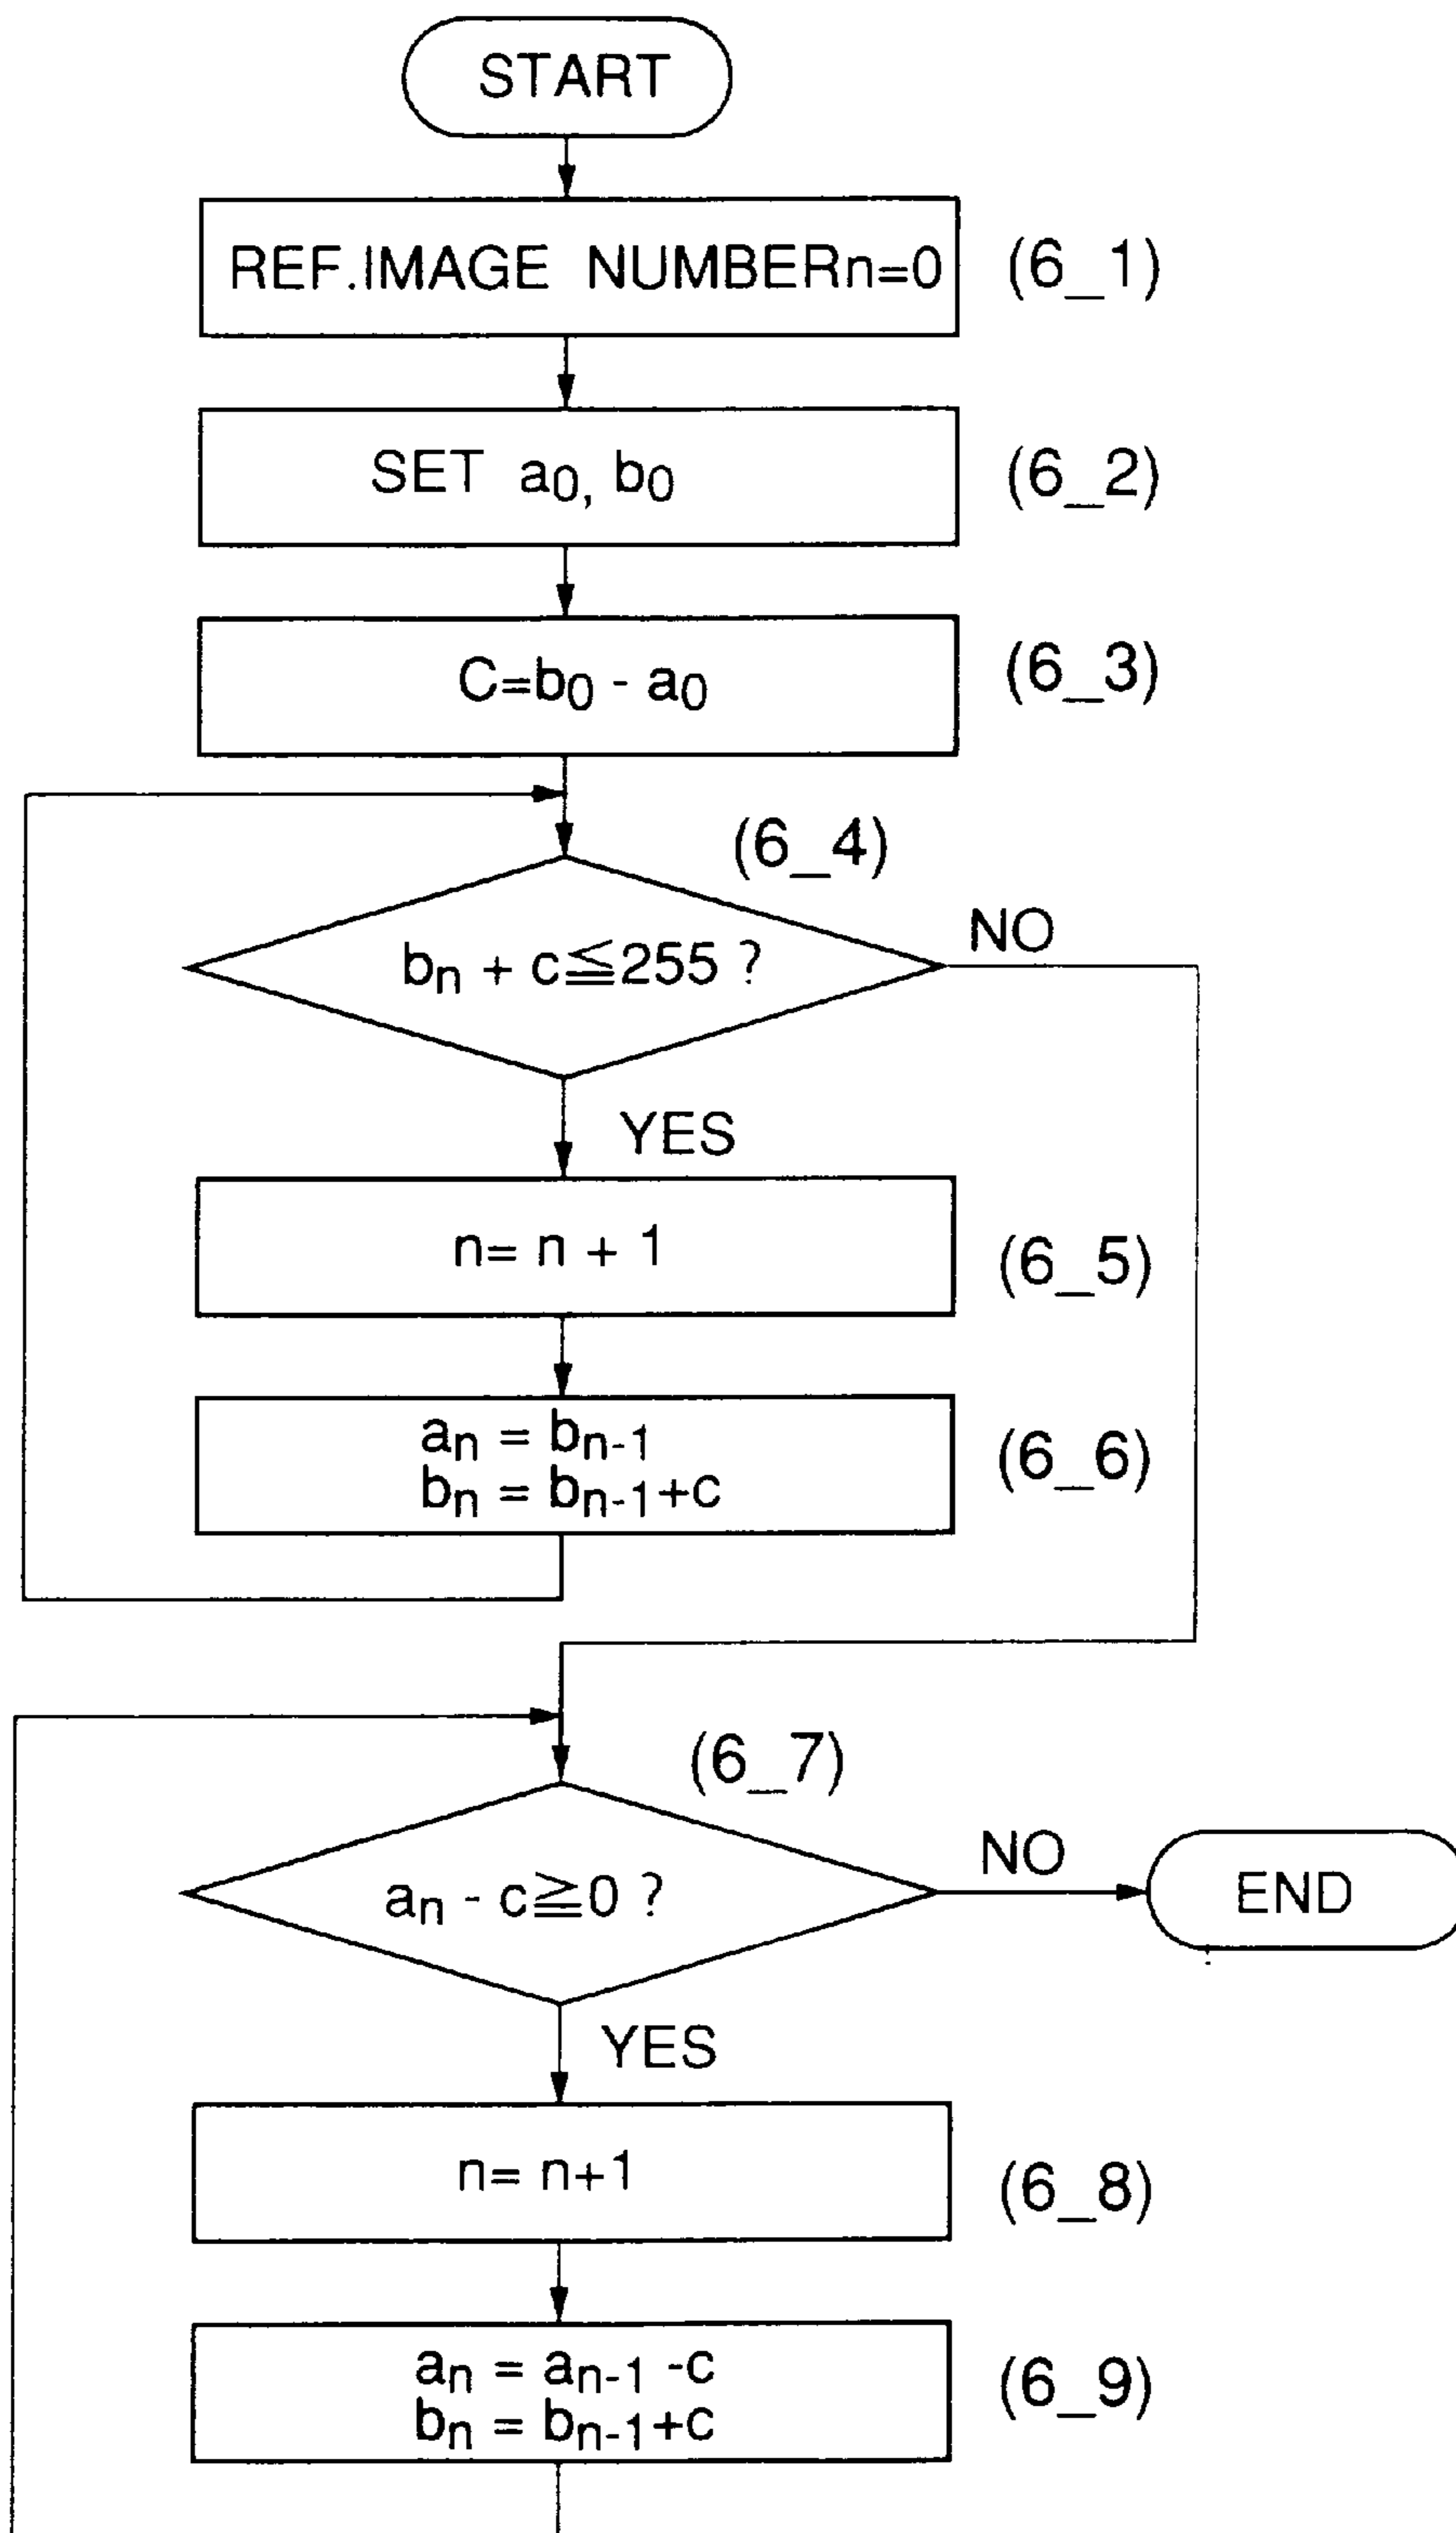 START
REF.IMAGE NUMBERn=0
(6_1)
SET a0, b0
(6_2)
C=b0 - a0
(6_3)
(6_4)
bn + c≦255 ?
NO
YES
n= n + 1
(6_5)
an = bn-1
bn = bn-1+c
(6_6)
(6_7)
an - c≧0 ?
NO
END
YES
n= n+1
(6_8)
an = an-1 -c
bn = bn-1+c
(6_9)